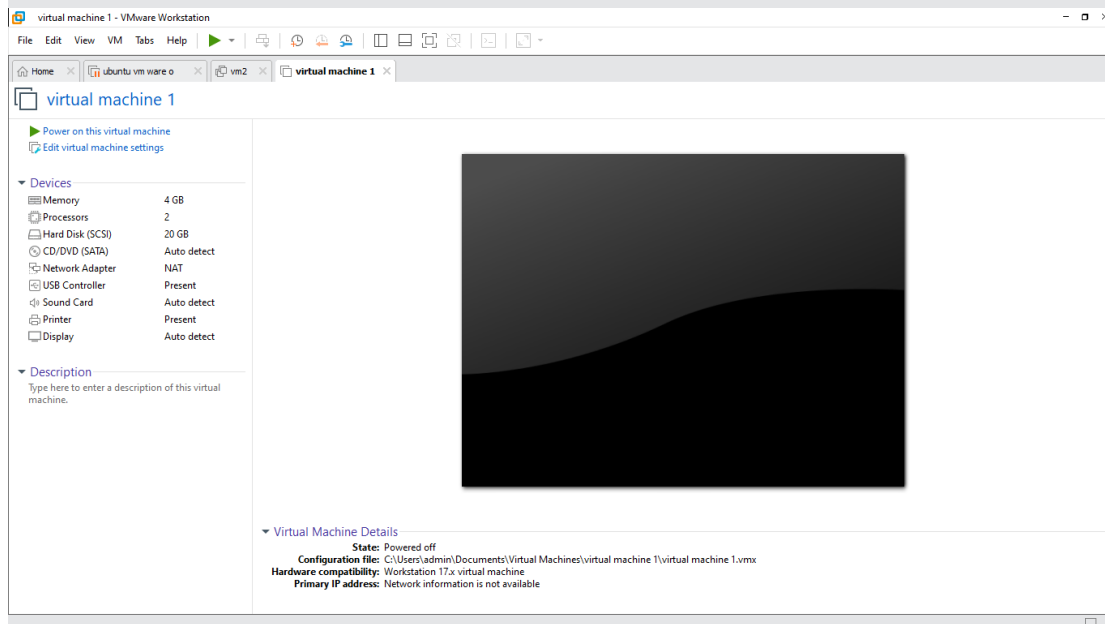 virtual machine 1 - VMware Workstation
File Edit View VM Tabs Help
Home ubuntu vm ware o vm2 virtual machine 1
virtual machine 1
Power on this virtual machine
Edit virtual machine settings
Devices
Memory 4 GB
Processors 2
Hard Disk (SCSI) 20 GB
CD/DVD (SATA) Auto detect
Network Adapter NAT
USB Controller Present
Sound Card Auto detect
Printer Present
Display Auto detect
Description
Type here to enter a description of this virtual
machine.
Virtual Machine Details
State: Powered off
Configuration file: C:\Users\admin\Documents\Virtual Machines\virtual machine 1\virtual machine 1.vmx
Hardware compatibility: Workstation 17.x virtual machine
Primary IP address: Network information is not available